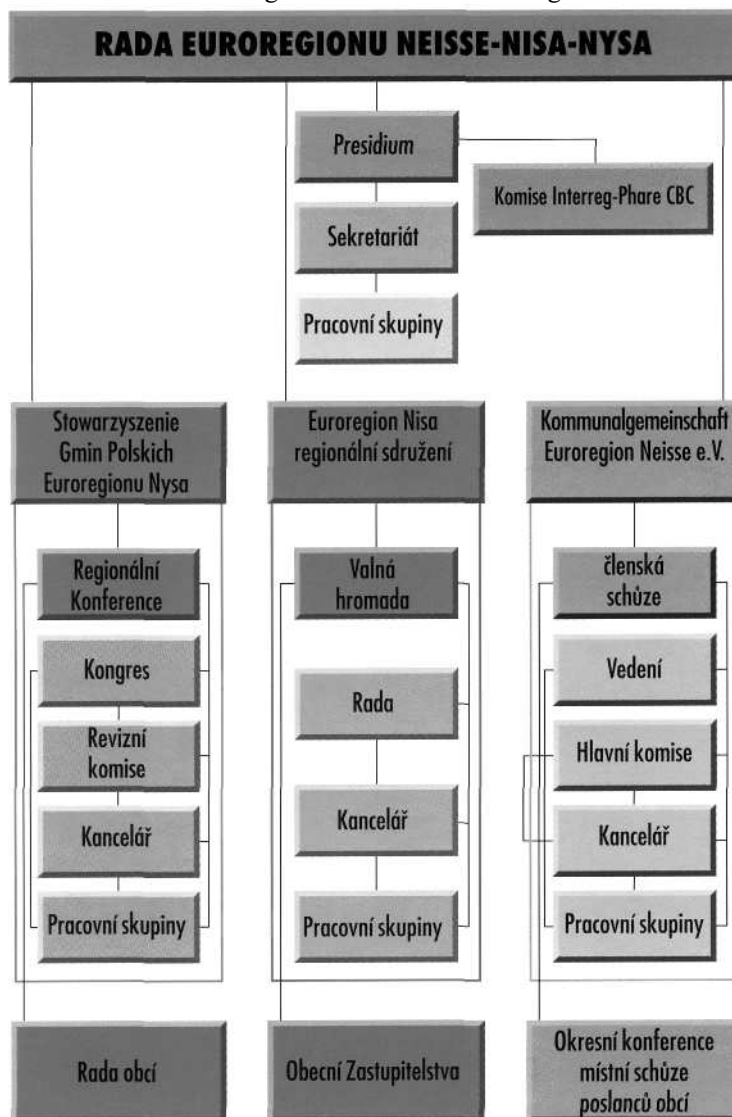 RADA EUROREGIONU NEISSE-NISA-NYSA
Presidium
Komise Interreg-Phare CBC
Sekretariát
Pracovní skupiny
Stowarzyszenie
Gmin Polskich
Euroregionu Nysa
Regionální
Konference
Kongres
Revizní
komise
Kancelář
Pracovní skupiny
Rada obcí
Euroregion Nisa
regionální sdružení
Valná
hromada
Rada
Kancelář
Pracovní skupiny
Obecní Zastupitelstva
Kommunalgemeinschaft
Euroregion Neisse e.V.
členská
schůze
Vedení
Hlavní komise
Kancelář
Pracovní skupiny
Okresní konference
místní schůze
poslanců obcí